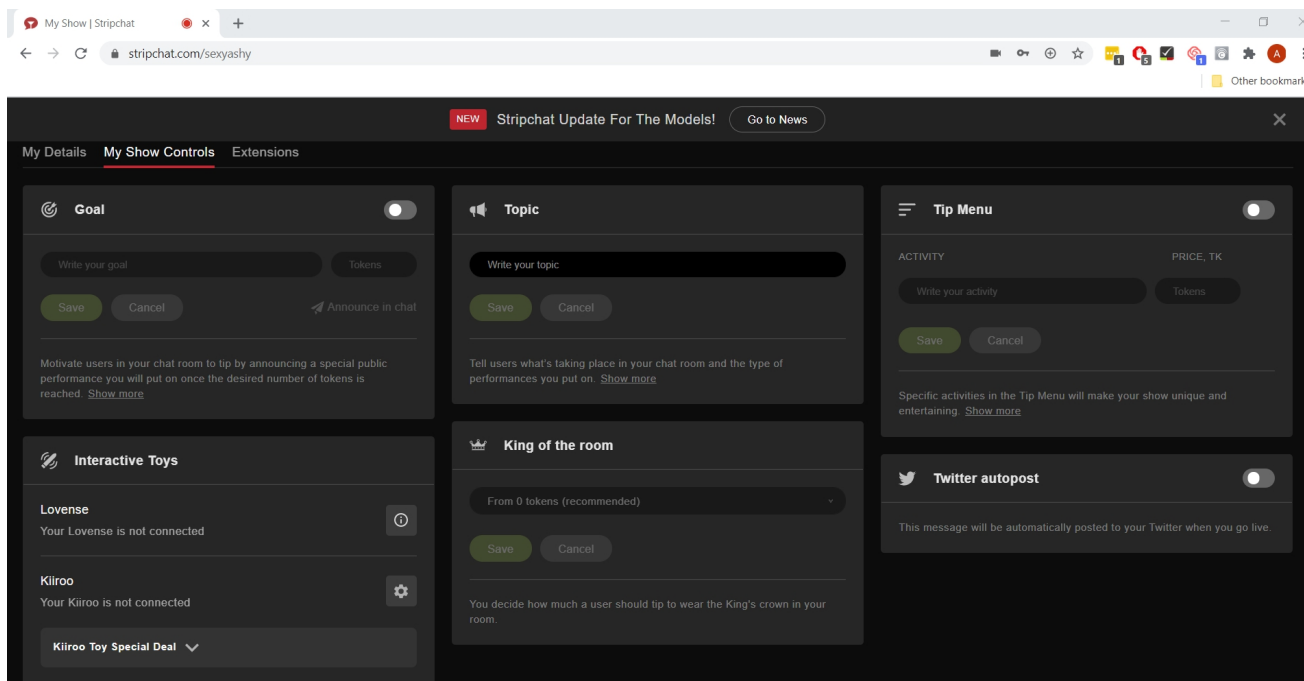 My Show | Stripchat
stripchat.com/sexyashy
1
5
1
A
Other bookmark
NEW Stripchat Update For The Models! Go to News
My Details My Show Controls Extensions
Goal
Write your goal Tokens
Save Cancel Announce in chat
Motivate users in your chat room to tip by announcing a special public
performance you will put on once the desired number of tokens is
reached. Show more
Interactive Toys
Lovense
Your Lovense is not connected
Kiiroo
Your Kiiroo is not connected
Kiiroo Toy Special Deal
Topic
Write your topic
Save Cancel
Tell users what's taking place in your chat room and the type of
performances you put on. Show more
King of the room
From 0 tokens (recommended)
Save Cancel
You decide how much a user should tip to wear the King's crown in your
room.
Tip Menu
ACTIVITY PRICE, TK
Write your activity Tokens
Save Cancel
Specific activities in the Tip Menu will make your show unique and
entertaining. Show more
Twitter autopost
This message will be automatically posted to your Twitter when you go live.